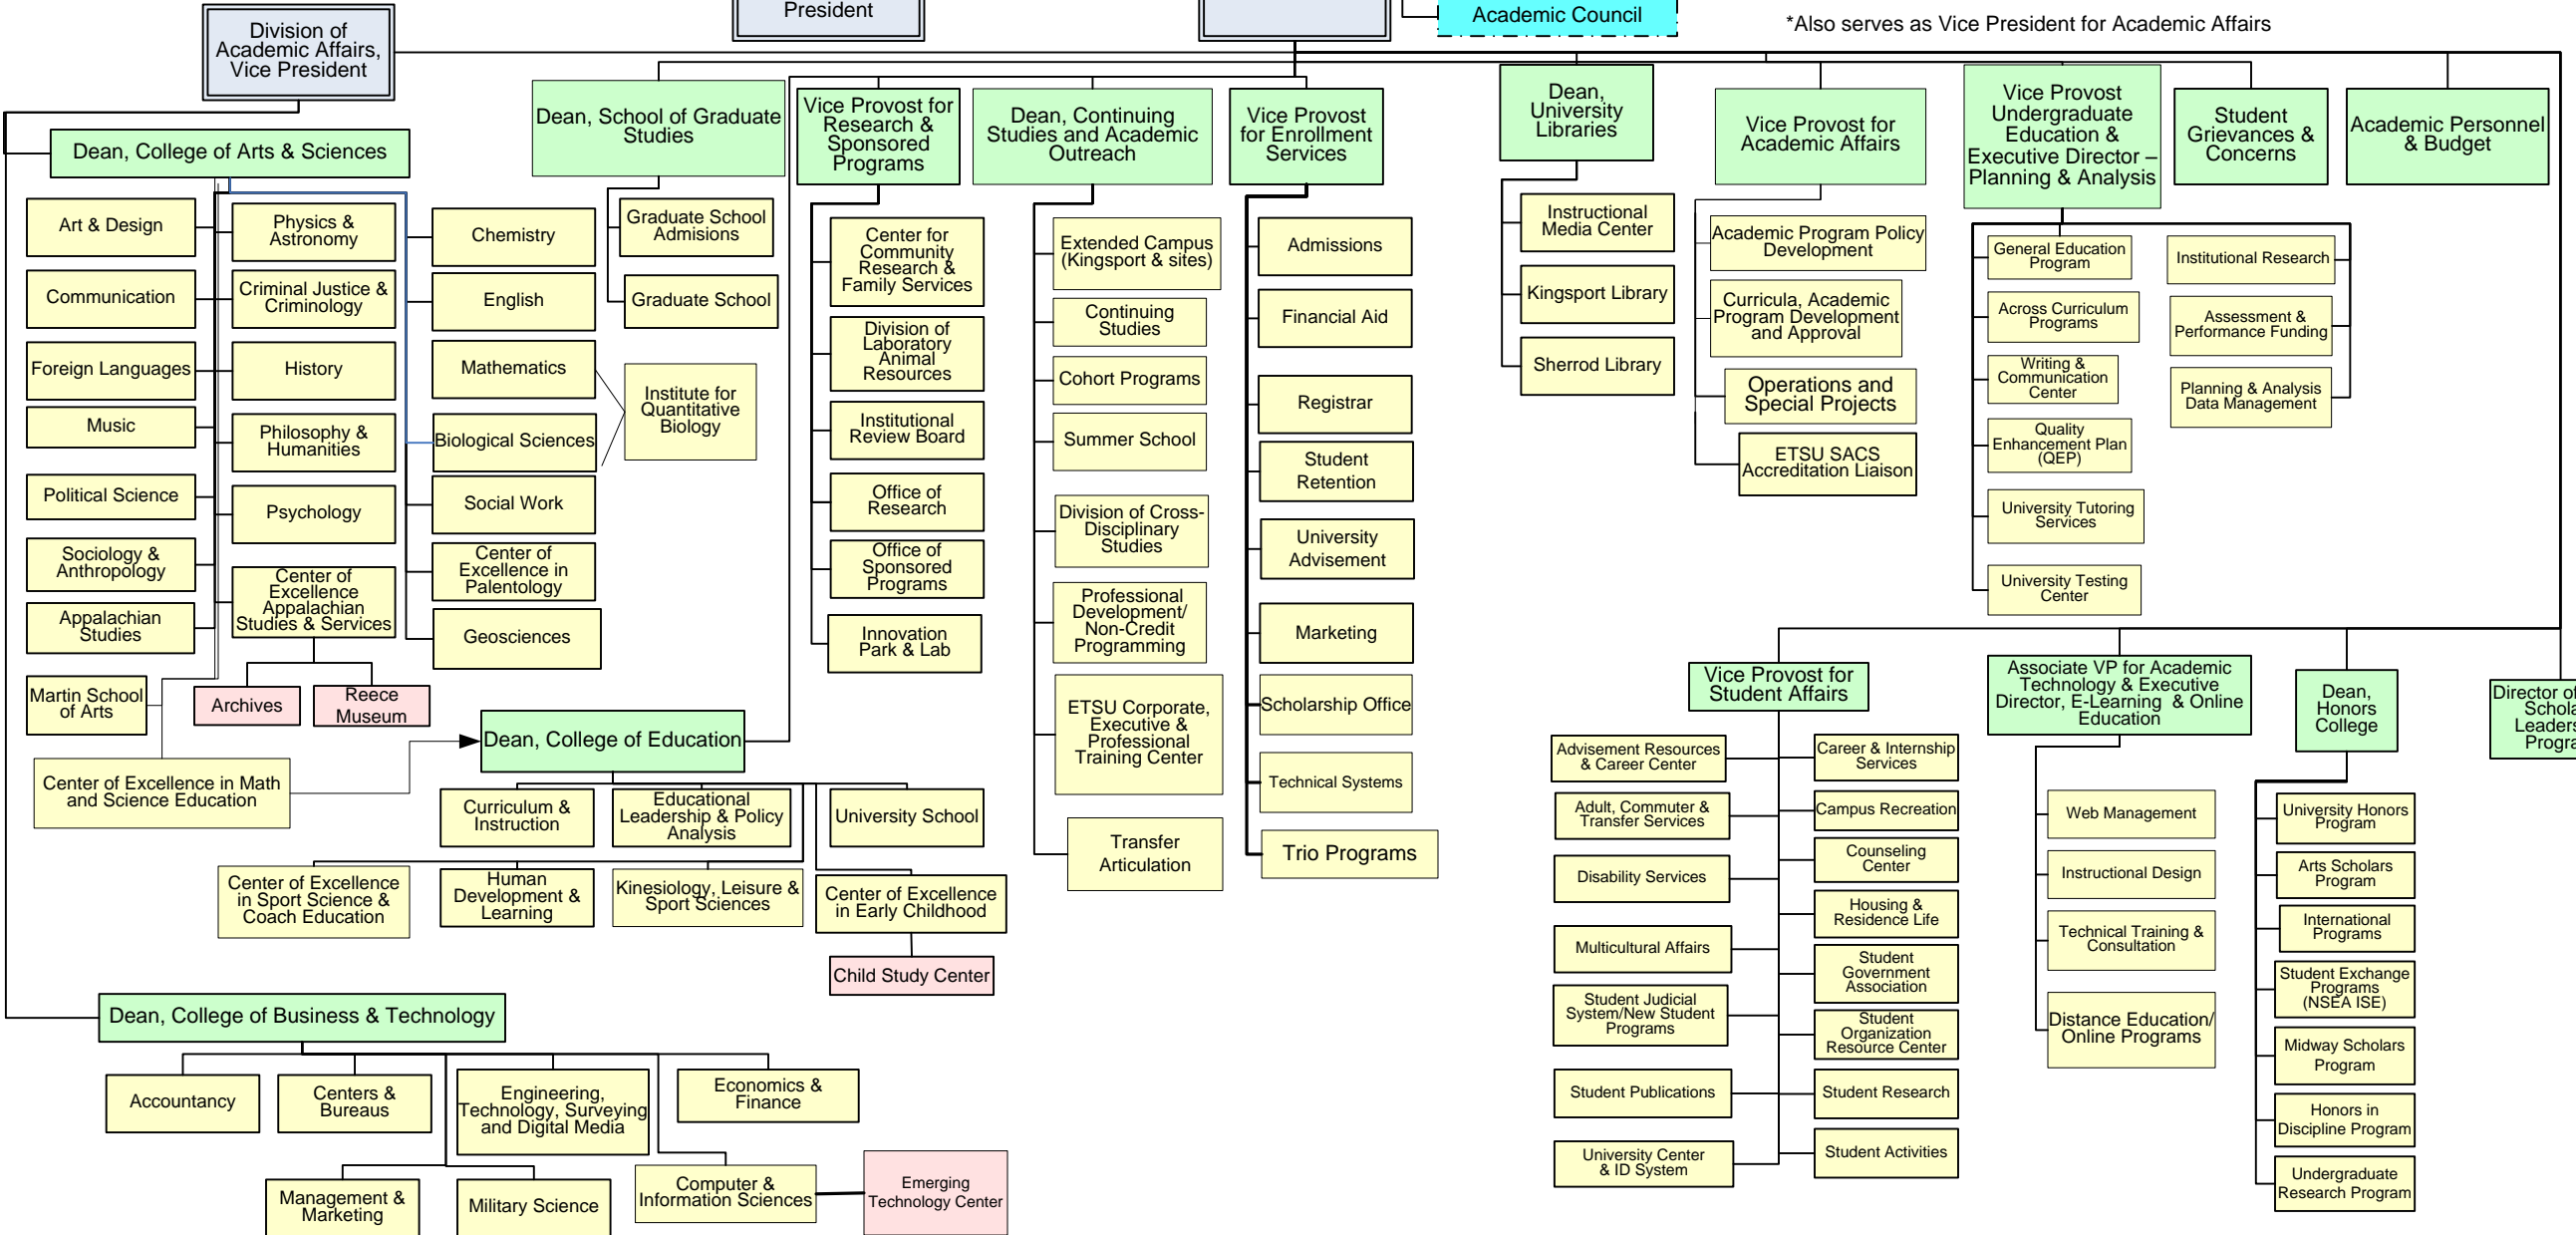 President
Academic Council
*Also serves as Vice President for Academic Affairs
Division of
Academic Affairs,
Vice President
Dean, College of Arts & Sciences
Art & Design
Communication
Foreign Languages
Music
Political Science
Sociology &
Anthropology
Appalachian
Studies
Martin School
of Arts
Center of Excellence in Math
and Science Education
Physics &
Astronomy
Criminal Justice &
Criminology
History
Philosophy &
Humanities
Psychology
Center of
Excellence
Appalachian
Studies & Services
Archives
Reece
Museum
Chemistry
English
Mathematics
Biological Sciences
Social Work
Center of
Excellence in
Palentology
Geosciences
Institute for
Quantitative
Biology
Dean, School of Graduate
Studies
Graduate School
Admisions
Graduate School
Vice Provost for
Research &
Sponsored
Programs
Center for
Community
Research &
Family Services
Division of
Laboratory
Animal
Resources
Institutional
Review Board
Office of
Research
Office of
Sponsored
Programs
Innovation
Park & Lab
Dean, Continuing
Studies and Academic
Outreach
Extended Campus
(Kingsport & sites)
Continuing
Studies
Cohort Programs
Summer School
Division of Cross-
Disciplinary
Studies
Professional
Development/
Non-Credit
Programming
ETSU Corporate,
Executive &
Professional
Training Center
Transfer
Articulation
Vice Provost
for Enrollment
Services
Admissions
Financial Aid
Registrar
Student
Retention
University
Advisement
Marketing
Scholarship Office
Technical Systems
Trio Programs
Dean,
University
Libraries
Instructional
Media Center
Kingsport Library
Sherrod Library
Vice Provost for
Academic Affairs
Academic Program Policy
Development
Curricula, Academic
Program Development
and Approval
Operations and
Special Projects
ETSU SACS
Accreditation Liaison
Vice Provost
Undergraduate
Education &
Executive Director –
Planning & Analysis
General Education
Program
Across Curriculum
Programs
Writing &
Communication
Center
Quality
Enhancement Plan
(QEP)
University Tutoring
Services
University Testing
Center
Institutional Research
Assessment &
Performance Funding
Planning & Analysis
Data Management
Student
Grievances &
Concerns
Academic Personnel
& Budget
Dean, College of Education
Curriculum &
Instruction
Educational
Leadership & Policy
Analysis
University School
Center of Excellence
in Sport Science &
Coach Education
Human
Development &
Learning
Kinesiology, Leisure &
Sport Sciences
Center of Excellence
in Early Childhood
Child Study Center
Dean, College of Business & Technology
Accountancy
Centers &
Bureaus
Engineering,
Technology, Surveying
and Digital Media
Economics &
Finance
Management &
Marketing
Military Science
Computer &
Information Sciences
Emerging
Technology Center
Vice Provost for
Student Affairs
Advisement Resources
& Career Center
Adult, Commuter &
Transfer Services
Disability Services
Multicultural Affairs
Student Judicial
System/New Student
Programs
Student Publications
University Center
& ID System
Career & Internship
Services
Campus Recreation
Counseling
Center
Housing &
Residence Life
Student
Government
Association
Student
Organization
Resource Center
Student Research
Student Activities
Associate VP for Academic
Technology & Executive
Director, E-Learning & Online
Education
Web Management
Instructional Design
Technical Training &
Consultation
Distance Education/
Online Programs
Dean,
Honors
College
University Honors
Program
Arts Scholars
Program
International
Programs
Student Exchange
Programs
(NSEA ISE)
Midway Scholars
Program
Honors in
Discipline Program
Undergraduate
Research Program
Director of